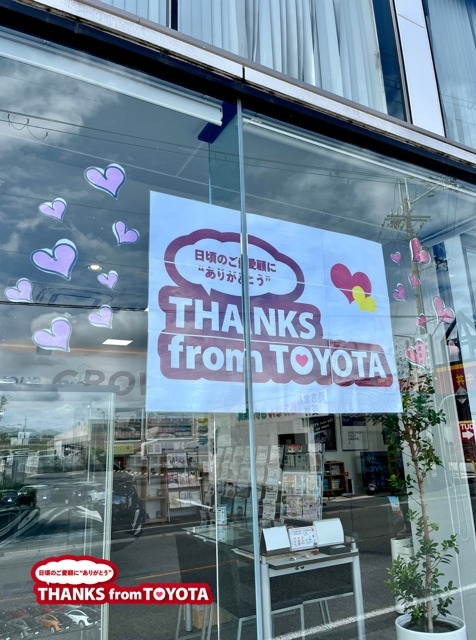 日頃のご愛顧に
"ありがとう"
THANKS
from TOYOTA
CROW
日頃のご愛顧に"ありがとう"
THANKS from TOYOTA